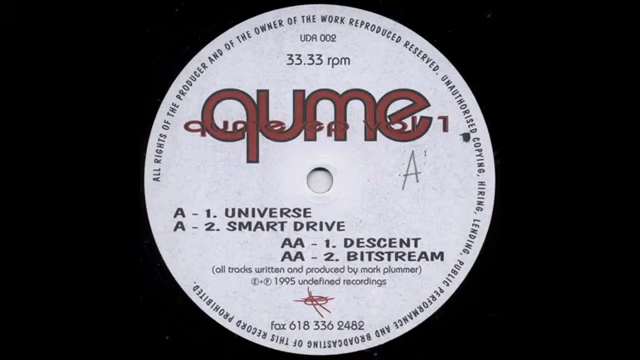 ALL RIGHTS OF THE PRODUCER AND OF THE OWNER OF THE WORK REPRODUCED RESERVED. UNAUTHORISED COPYING, HIRING, LENDING, PUBLIC PERFORMANCE AND BROADCASTING OF THIS RECORD PROHIBITED.
UDR 002
33.33 rpm
qume
qume ep vol 1
A
A - 1. UNIVERSE
A - 2. SMART DRIVE
AA - 1. DESCENT
AA - 2. BITSTREAM
(all tracks written and produced by mark plummer)
©+℗ 1995 undefined recordings
fax 618 336 2482